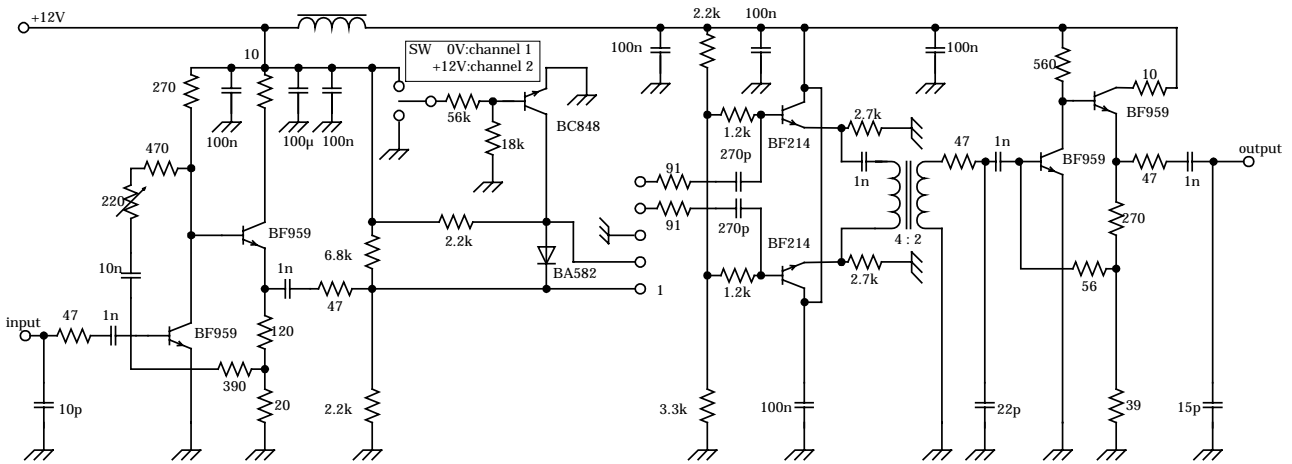 +12V
2.2k
100n
SW 0V:channel 1
+12V:channel 2
10
100n
100n
270
560
10
56k
BC848
BF959
100n
100µ
100n
18k
1.2k
BF214
2.7k
470
270p
47
1n
BF959
output
91
1n
47
1n
220
91
270p
BF959
2.2k
BF214
4 : 2
270
10n
1n
6.8k
BA582
1.2k
2.7k
56
47
1
input
47
1n
BF959
120
390
10p
20
2.2k
3.3k
100n
22p
39
15p